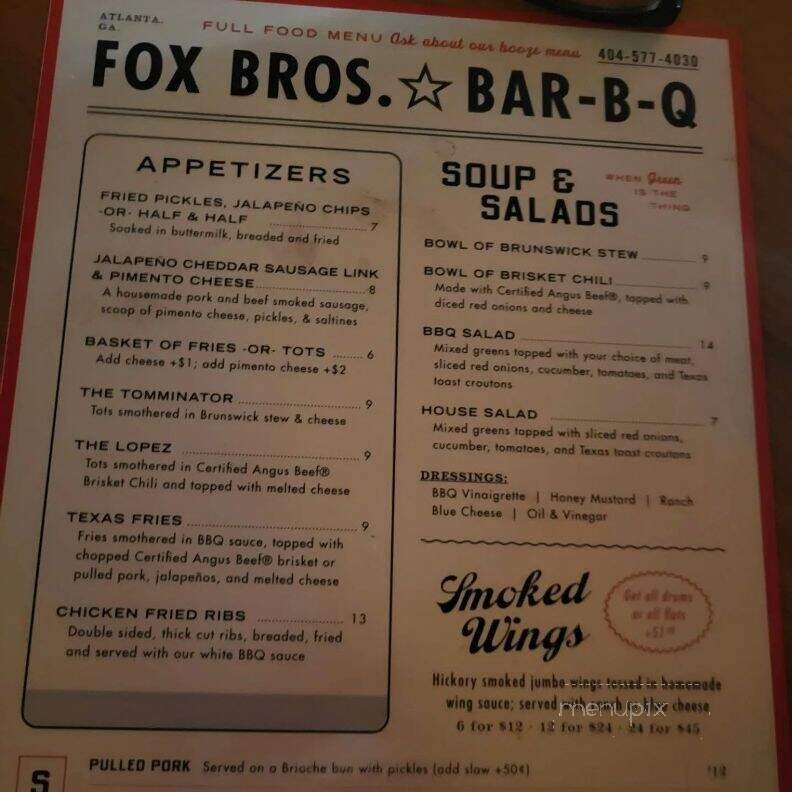 ATLANTA, GA.
FULL FOOD MENU Ask about our booze menu 404-577-4030
FOX BROS. ☆ BAR-B-Q
APPETIZERS
FRIED PICKLES, JALAPEÑO CHIPS
-OR- HALF & HALF 7
Soaked in buttermilk, breaded and fried
JALAPEÑO CHEDDAR SAUSAGE LINK
& PIMENTO CHEESE 8
A housemade pork and beef smoked sausage,
scoop of pimento cheese, pickles, & saltines
BASKET OF FRIES -OR- TOTS 6
Add cheese +$1; add pimento cheese +$2
THE TOMMINATOR 9
Tots smothered in Brunswick stew & cheese
THE LOPEZ 9
Tots smothered in Certified Angus Beef®
Brisket Chili and topped with melted cheese
TEXAS FRIES 9
Fries smothered in BBQ sauce, topped with
chopped Certified Angus Beef® brisket or
pulled pork, jalapeños, and melted cheese
CHICKEN FRIED RIBS 13
Double sided, thick cut ribs, breaded, fried
and served with our white BBQ sauce
SOUP &
SALADS
WHEN Green
IS THE
THING
BOWL OF BRUNSWICK STEW 9
BOWL OF BRISKET CHILI 9
Made with Certified Angus Beef®, topped with
diced red onions and cheese
BBQ SALAD 14
Mixed greens topped with your choice of meat,
sliced red onions, cucumber, tomatoes, and Texas
toast croutons
HOUSE SALAD 7
Mixed greens topped with sliced red onions,
cucumber, tomatoes, and Texas toast croutons
DRESSINGS:
BBQ Vinaigrette | Honey Mustard | Ranch
Blue Cheese | Oil & Vinegar
Smoked
Wings
Get all drums
or all flats
Hickory smoked jumbo wings tossed in homemade
wing sauce; served with cheese
menupix
6 for $12 · 12 for $24 · 24 for $45
S
PULLED PORK Served on a Brioche bun with pickles (add slaw +50¢)